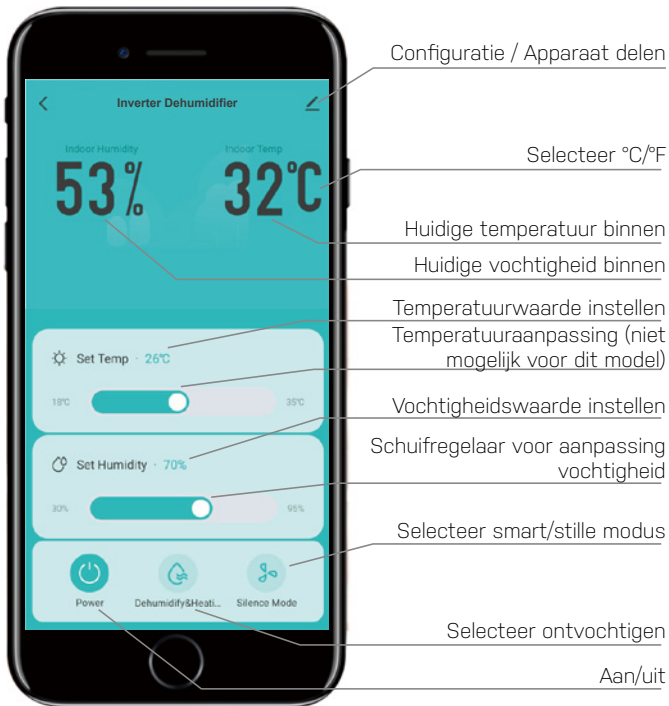 Configuratie / Apparaat delen
Inverter Dehumidifier
Indoor Humidity
Indoor Temp
53%
32°C
Selecteer °C/°F
Huidige temperatuur binnen
Huidige vochtigheid binnen
Temperatuurwaarde instellen
Temperatuuraanpassing (niet
mogelijk voor dit model)
Set Temp · 26°C
18°C
35°C
Vochtigheidswaarde instellen
Schuifregelaar voor aanpassing
vochtigheid
Set Humidity · 70%
30%
95%
Selecteer smart/stille modus
Power
Dehumidify&Heati...
Silence Mode
Selecteer ontvochtigen
Aan/uit